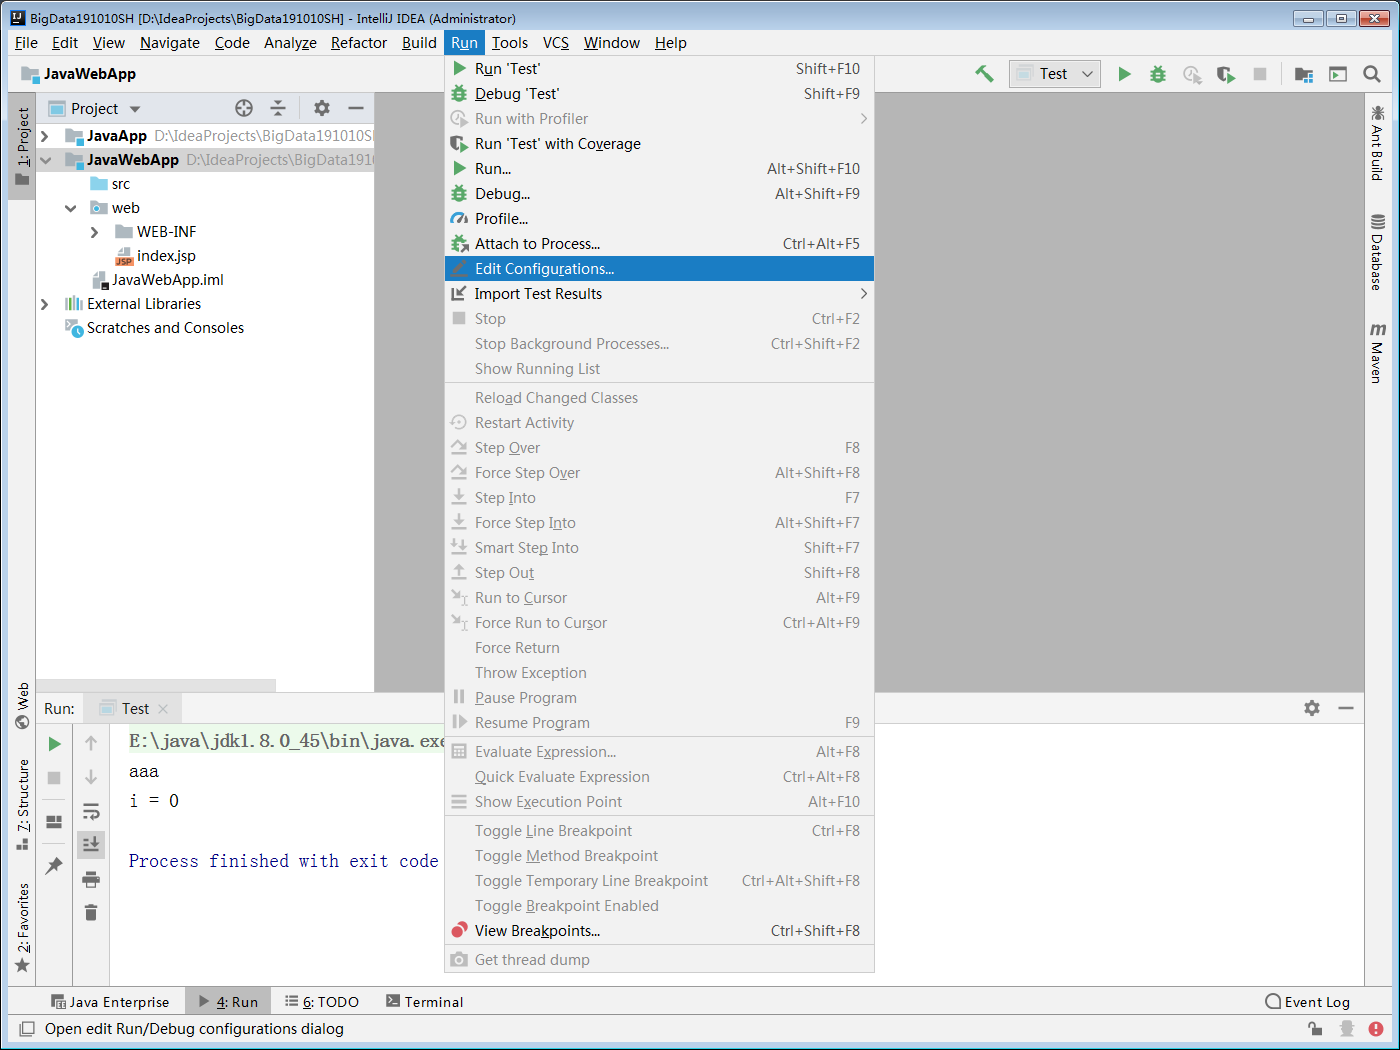 BigData191010SH [D:\IdeaProjects\BigData191010SH] - IntelliJ IDEA (Administrator)
File Edit View Navigate Code Analyze Refactor Build Run Tools VCS Window Help
JavaWebApp
Test
Project
JavaApp D:\IdeaProjects\BigData191010SH
JavaWebApp D:\IdeaProjects\BigData1910
src
web
WEB-INF
index.jsp
JavaWebApp.iml
External Libraries
Scratches and Consoles
1: Project
Web
7: Structure
2: Favorites
Run 'Test' Shift+F10
Debug 'Test' Shift+F9
Run with Profiler
Run 'Test' with Coverage
Run... Alt+Shift+F10
Debug... Alt+Shift+F9
Profile...
Attach to Process... Ctrl+Alt+F5
Edit Configurations...
Import Test Results
Stop Ctrl+F2
Stop Background Processes... Ctrl+Shift+F2
Show Running List
Reload Changed Classes
Restart Activity
Step Over F8
Force Step Over Alt+Shift+F8
Step Into F7
Force Step Into Alt+Shift+F7
Smart Step Into Shift+F7
Step Out Shift+F8
Run to Cursor Alt+F9
Force Run to Cursor Ctrl+Alt+F9
Force Return
Throw Exception
Pause Program
Resume Program F9
Evaluate Expression... Alt+F8
Quick Evaluate Expression Ctrl+Alt+F8
Show Execution Point Alt+F10
Toggle Line Breakpoint Ctrl+F8
Toggle Method Breakpoint
Toggle Temporary Line Breakpoint Ctrl+Alt+Shift+F8
Toggle Breakpoint Enabled
View Breakpoints... Ctrl+Shift+F8
Get thread dump
Ant Build
Database
m Maven
Run: Test
E:\java\jdk1.8.0_45\bin\java.exe
aaa
i = 0
Process finished with exit code
Java Enterprise 4: Run 6: TODO Terminal Event Log
Open edit Run/Debug configurations dialog